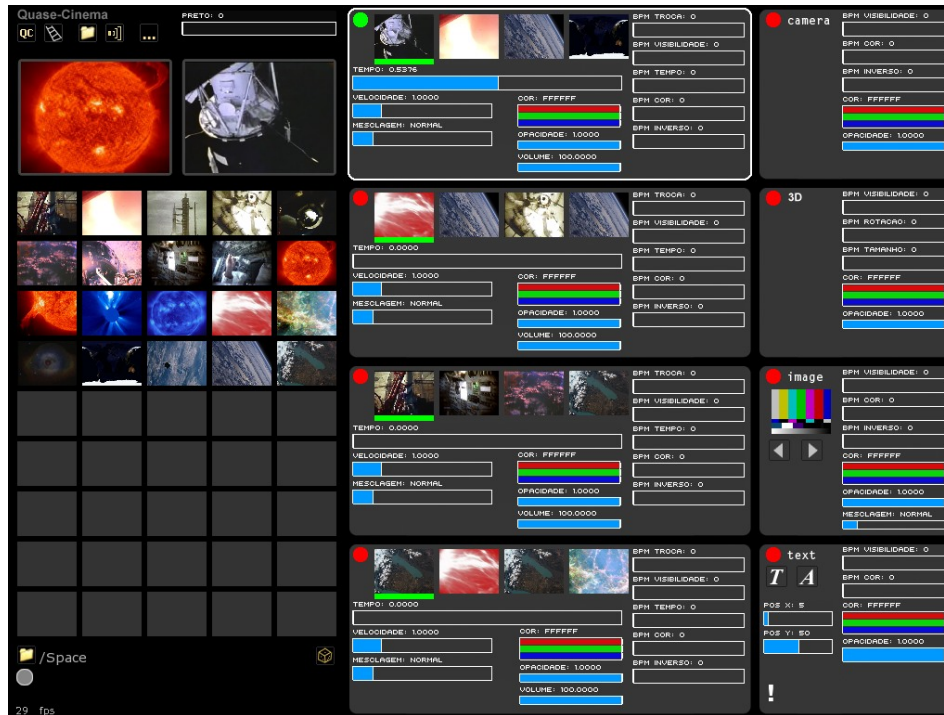 Quase-Cinema
PRETO: 0
QC
...
/Space
29 fps
TEMPO: 0.5376
VELOCIDADE: 1.0000
MESCLAGEM: NORMAL
COR: FFFFFF
OPACIDADE: 1.0000
VOLUME: 100.0000
BPM TROCA: 0
BPM VISIBILIDADE: 0
BPM TEMPO: 0
BPM COR: 0
BPM INVERSO: 0
TEMPO: 0.0000
VELOCIDADE: 1.0000
MESCLAGEM: NORMAL
COR: FFFFFF
OPACIDADE: 1.0000
VOLUME: 100.0000
BPM TROCA: 0
BPM VISIBILIDADE: 0
BPM TEMPO: 0
BPM COR: 0
BPM INVERSO: 0
TEMPO: 0.0000
VELOCIDADE: 1.0000
MESCLAGEM: NORMAL
COR: FFFFFF
OPACIDADE: 1.0000
VOLUME: 100.0000
BPM TROCA: 0
BPM VISIBILIDADE: 0
BPM TEMPO: 0
BPM COR: 0
BPM INVERSO: 0
TEMPO: 0.0000
VELOCIDADE: 1.0000
MESCLAGEM: NORMAL
COR: FFFFFF
OPACIDADE: 1.0000
VOLUME: 100.0000
BPM TROCA: 0
BPM VISIBILIDADE: 0
BPM TEMPO: 0
BPM COR: 0
BPM INVERSO: 0
camera
BPM VISIBILIDADE: 0
BPM COR: 0
BPM INVERSO: 0
COR: FFFFFF
OPACIDADE: 1.0000
3D
BPM VISIBILIDADE: 0
BPM ROTACAO: 0
BPM TAMANHO: 0
COR: FFFFFF
OPACIDADE: 1.0000
image
BPM VISIBILIDADE: 0
BPM COR: 0
BPM INVERSO: 0
COR: FFFFFF
OPACIDADE: 1.0000
MESCLAGEM: NORMAL
text
T A
POS X: 5
POS Y: 50
!
BPM VISIBILIDADE: 0
BPM COR: 0
COR: FFFFFF
OPACIDADE: 1.0000